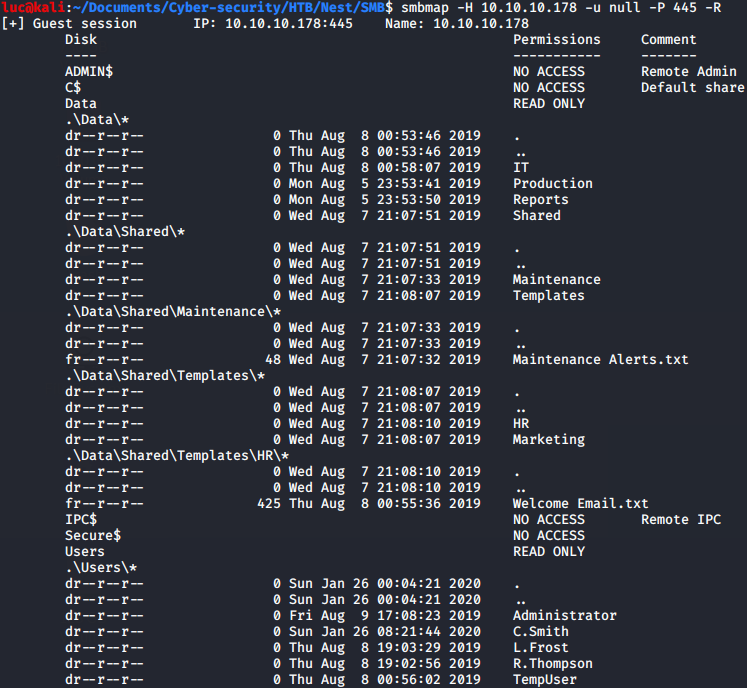 luc@kali:~/Documents/Cyber-security/HTB/Nest/SMB$ smbmap -H 10.10.10.178 -u null -P 445 -R
[+] Guest session       IP: 10.10.10.178:445    Name: 10.10.10.178
Disk    Permissions     Comment
----    -----------     -------
ADMIN$  NO ACCESS       Remote Admin
C$      NO ACCESS       Default share
Data    READ ONLY
.\Data\*
dr--r--r--      0 Thu Aug  8 00:53:46 2019    .
dr--r--r--      0 Thu Aug  8 00:53:46 2019    ..
dr--r--r--      0 Thu Aug  8 00:58:07 2019    IT
dr--r--r--      0 Mon Aug  5 23:53:41 2019    Production
dr--r--r--      0 Mon Aug  5 23:53:50 2019    Reports
dr--r--r--      0 Wed Aug  7 21:07:51 2019    Shared
.\Data\Shared\*
dr--r--r--      0 Wed Aug  7 21:07:51 2019    .
dr--r--r--      0 Wed Aug  7 21:07:51 2019    ..
dr--r--r--      0 Wed Aug  7 21:07:33 2019    Maintenance
dr--r--r--      0 Wed Aug  7 21:08:07 2019    Templates
.\Data\Shared\Maintenance\*
dr--r--r--      0 Wed Aug  7 21:07:33 2019    .
dr--r--r--      0 Wed Aug  7 21:07:33 2019    ..
fr--r--r--      48 Wed Aug  7 21:07:32 2019    Maintenance Alerts.txt
.\Data\Shared\Templates\*
dr--r--r--      0 Wed Aug  7 21:08:07 2019    .
dr--r--r--      0 Wed Aug  7 21:08:07 2019    ..
dr--r--r--      0 Wed Aug  7 21:08:10 2019    HR
dr--r--r--      0 Wed Aug  7 21:08:07 2019    Marketing
.\Data\Shared\Templates\HR\*
dr--r--r--      0 Wed Aug  7 21:08:10 2019    .
dr--r--r--      0 Wed Aug  7 21:08:10 2019    ..
fr--r--r--      425 Thu Aug  8 00:55:36 2019    Welcome Email.txt
IPC$    NO ACCESS       Remote IPC
Secure$ NO ACCESS
Users   READ ONLY
.\Users\*
dr--r--r--      0 Sun Jan 26 00:04:21 2020    .
dr--r--r--      0 Sun Jan 26 00:04:21 2020    ..
dr--r--r--      0 Fri Aug  9 17:08:23 2019    Administrator
dr--r--r--      0 Sun Jan 26 08:21:44 2020    C.Smith
dr--r--r--      0 Thu Aug  8 19:03:29 2019    L.Frost
dr--r--r--      0 Thu Aug  8 19:02:56 2019    R.Thompson
dr--r--r--      0 Thu Aug  8 00:56:02 2019    TempUser